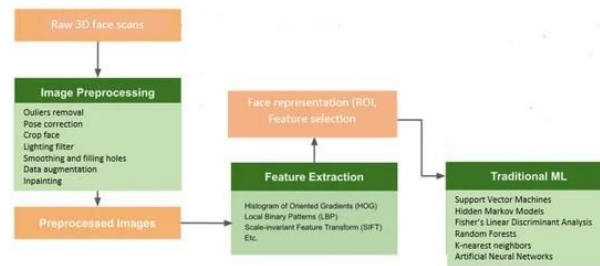 Raw 3D face scans
Image Preprocessing
Ouliers removal
Pose correction
Crop face
Lighting filter
Smoothing and filling holes
Data augmentation
Inpainting
Preprocessed Images
Feature Extraction
Histogram of Oriented Gradients (HOG)
Local Binary Patterns (LBP)
Scale-invariant Feature Transform (SIFT)
Etc.
Face representation (ROI,
Feature selection
Traditional ML
Support Vector Machines
Hidden Markov Models
Fisher's Linear Discriminant Analysis
Random Forests
K-nearest neighbors
Artificial Neural Networks